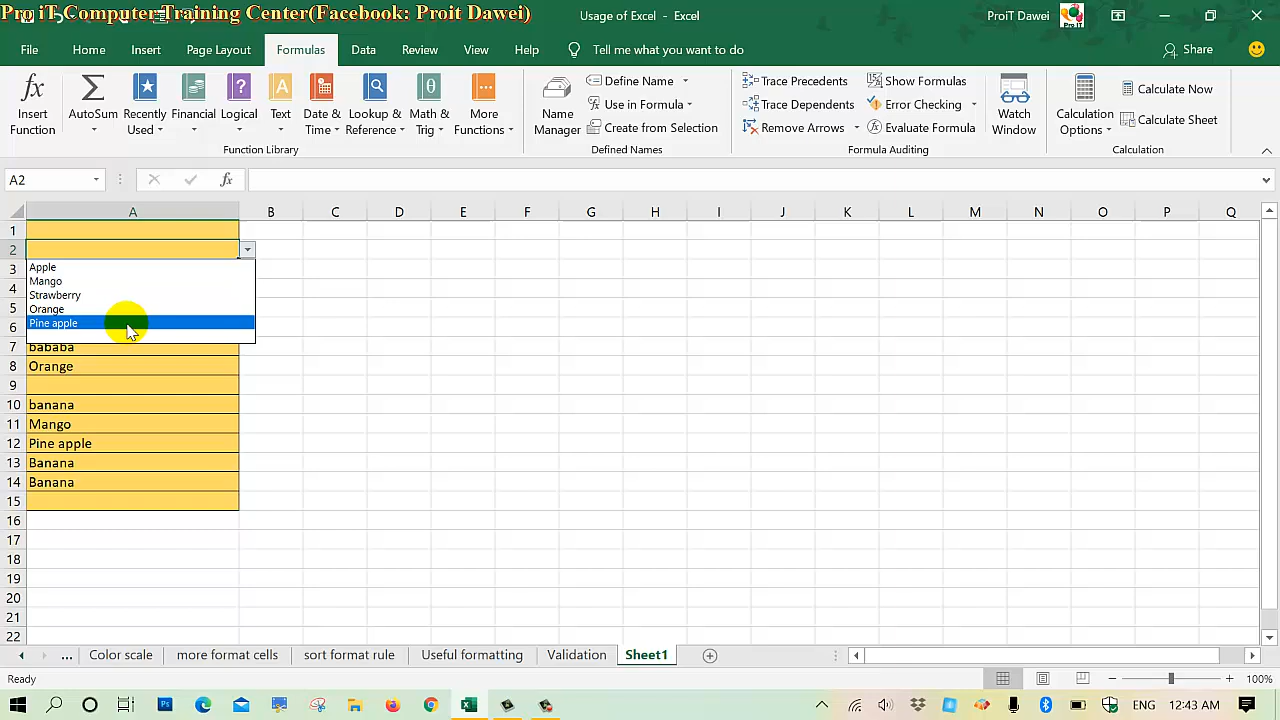 Pro iT Computer Training Center(Facebook: Proit Dawei)
Usage of Excel - Excel
ProIT Dawei
File Home Insert Page Layout Formulas Data Review View Help Tell me what you want to do Share
Insert Function
AutoSum
Recently Used
Financial
Logical
Text
Date & Time
Lookup & Reference
Math & Trig
More Functions
Function Library
Name Manager
Define Name
Use in Formula
Create from Selection
Defined Names
Trace Precedents
Trace Dependents
Remove Arrows
Show Formulas
Error Checking
Evaluate Formula
Formula Auditing
Watch Window
Calculation Options
Calculate Now
Calculate Sheet
Calculation
A2
fx
A B C D E F G H I J K L M N O P Q
1
2
3
4
5
6
Apple
Mango
Strawberry
Orange
Pine apple
7 bababa
8 Orange
9
10 banana
11 Mango
12 Pine apple
13 Banana
14 Banana
15
16
17
18
19
20
21
22
... Color scale more format cells sort format rule Useful formatting Validation Sheet1
Ready
100%
ENG 12:43 AM